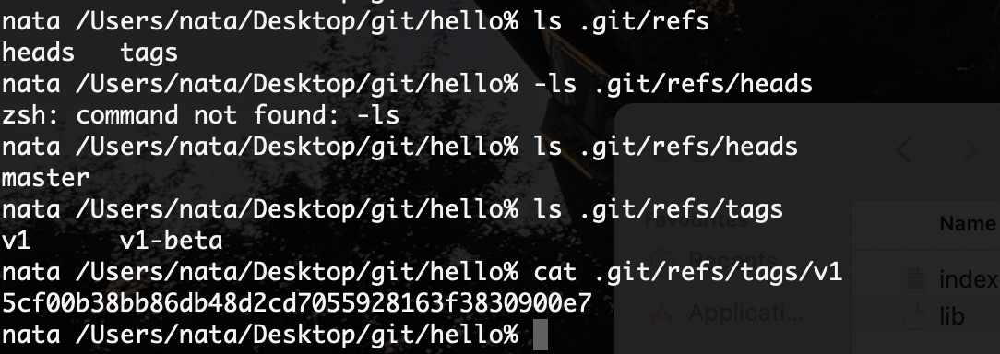 nata /Users/nata/Desktop/git/hello% ls .git/refs
heads   tags
nata /Users/nata/Desktop/git/hello% -ls .git/refs/heads
zsh: command not found: -ls
nata /Users/nata/Desktop/git/hello% ls .git/refs/heads
master
nata /Users/nata/Desktop/git/hello% ls .git/refs/tags
v1      v1-beta
nata /Users/nata/Desktop/git/hello% cat .git/refs/tags/v1
5cf00b38bb86db48d2cd7055928163f3830900e7
nata /Users/nata/Desktop/git/hello%
Favourites
Recents
Applicati...
Name
index
lib